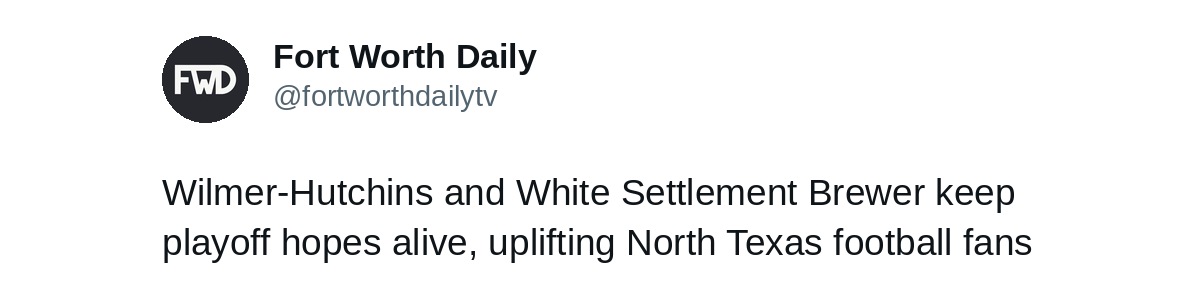 FWD
Fort Worth Daily
@fortworthdailytv
Wilmer-Hutchins and White Settlement Brewer keep
playoff hopes alive, uplifting North Texas football fans